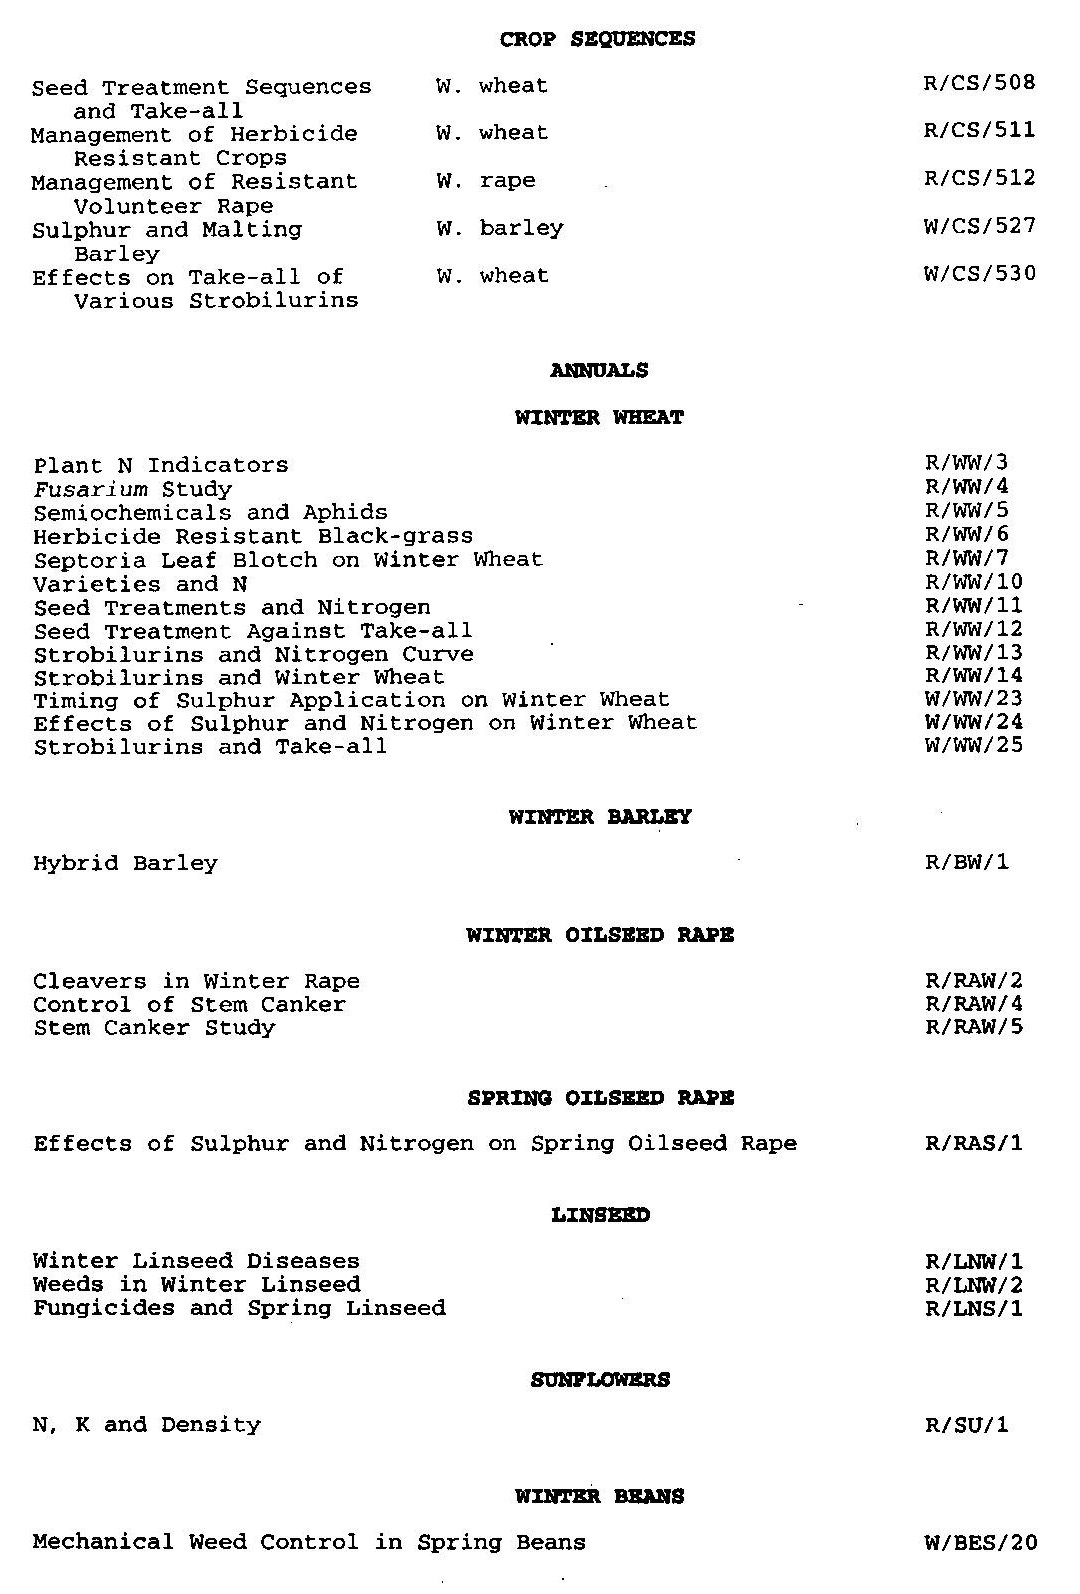 CROP SEQUENCES
Seed Treatment Sequences W. wheat R/CS/508
and Take-all
Management of Herbicide W. wheat R/CS/511
Resistant Crops
Management of Resistant W. rape R/CS/512
Volunteer Rape
Sulphur and Malting W. barley W/CS/527
Barley
Effects on Take-all of W. wheat W/CS/530
Various Strobilurins
ANNUALS
WINTER WHEAT
Plant N Indicators R/WW/3
Fusarium Study R/WW/4
Semiochemicals and Aphids R/WW/5
Herbicide Resistant Black-grass R/WW/6
Septoria Leaf Blotch on Winter Wheat R/WW/7
Varieties and N R/WW/10
Seed Treatments and Nitrogen R/WW/11
Seed Treatment Against Take-all R/WW/12
Strobilurins and Nitrogen Curve R/WW/13
Strobilurins and Winter Wheat R/WW/14
Timing of Sulphur Application on Winter Wheat W/WW/23
Effects of Sulphur and Nitrogen on Winter Wheat W/WW/24
Strobilurins and Take-all W/WW/25
WINTER BARLEY
Hybrid Barley R/BW/1
WINTER OILSEED RAPE
Cleavers in Winter Rape R/RAW/2
Control of Stem Canker R/RAW/4
Stem Canker Study R/RAW/5
SPRING OILSEED RAPE
Effects of Sulphur and Nitrogen on Spring Oilseed Rape R/RAS/1
LINSEED
Winter Linseed Diseases R/LNW/1
Weeds in Winter Linseed R/LNW/2
Fungicides and Spring Linseed R/LNS/1
SUNFLOWERS
N, K and Density R/SU/1
WINTER BEANS
Mechanical Weed Control in Spring Beans W/BES/20